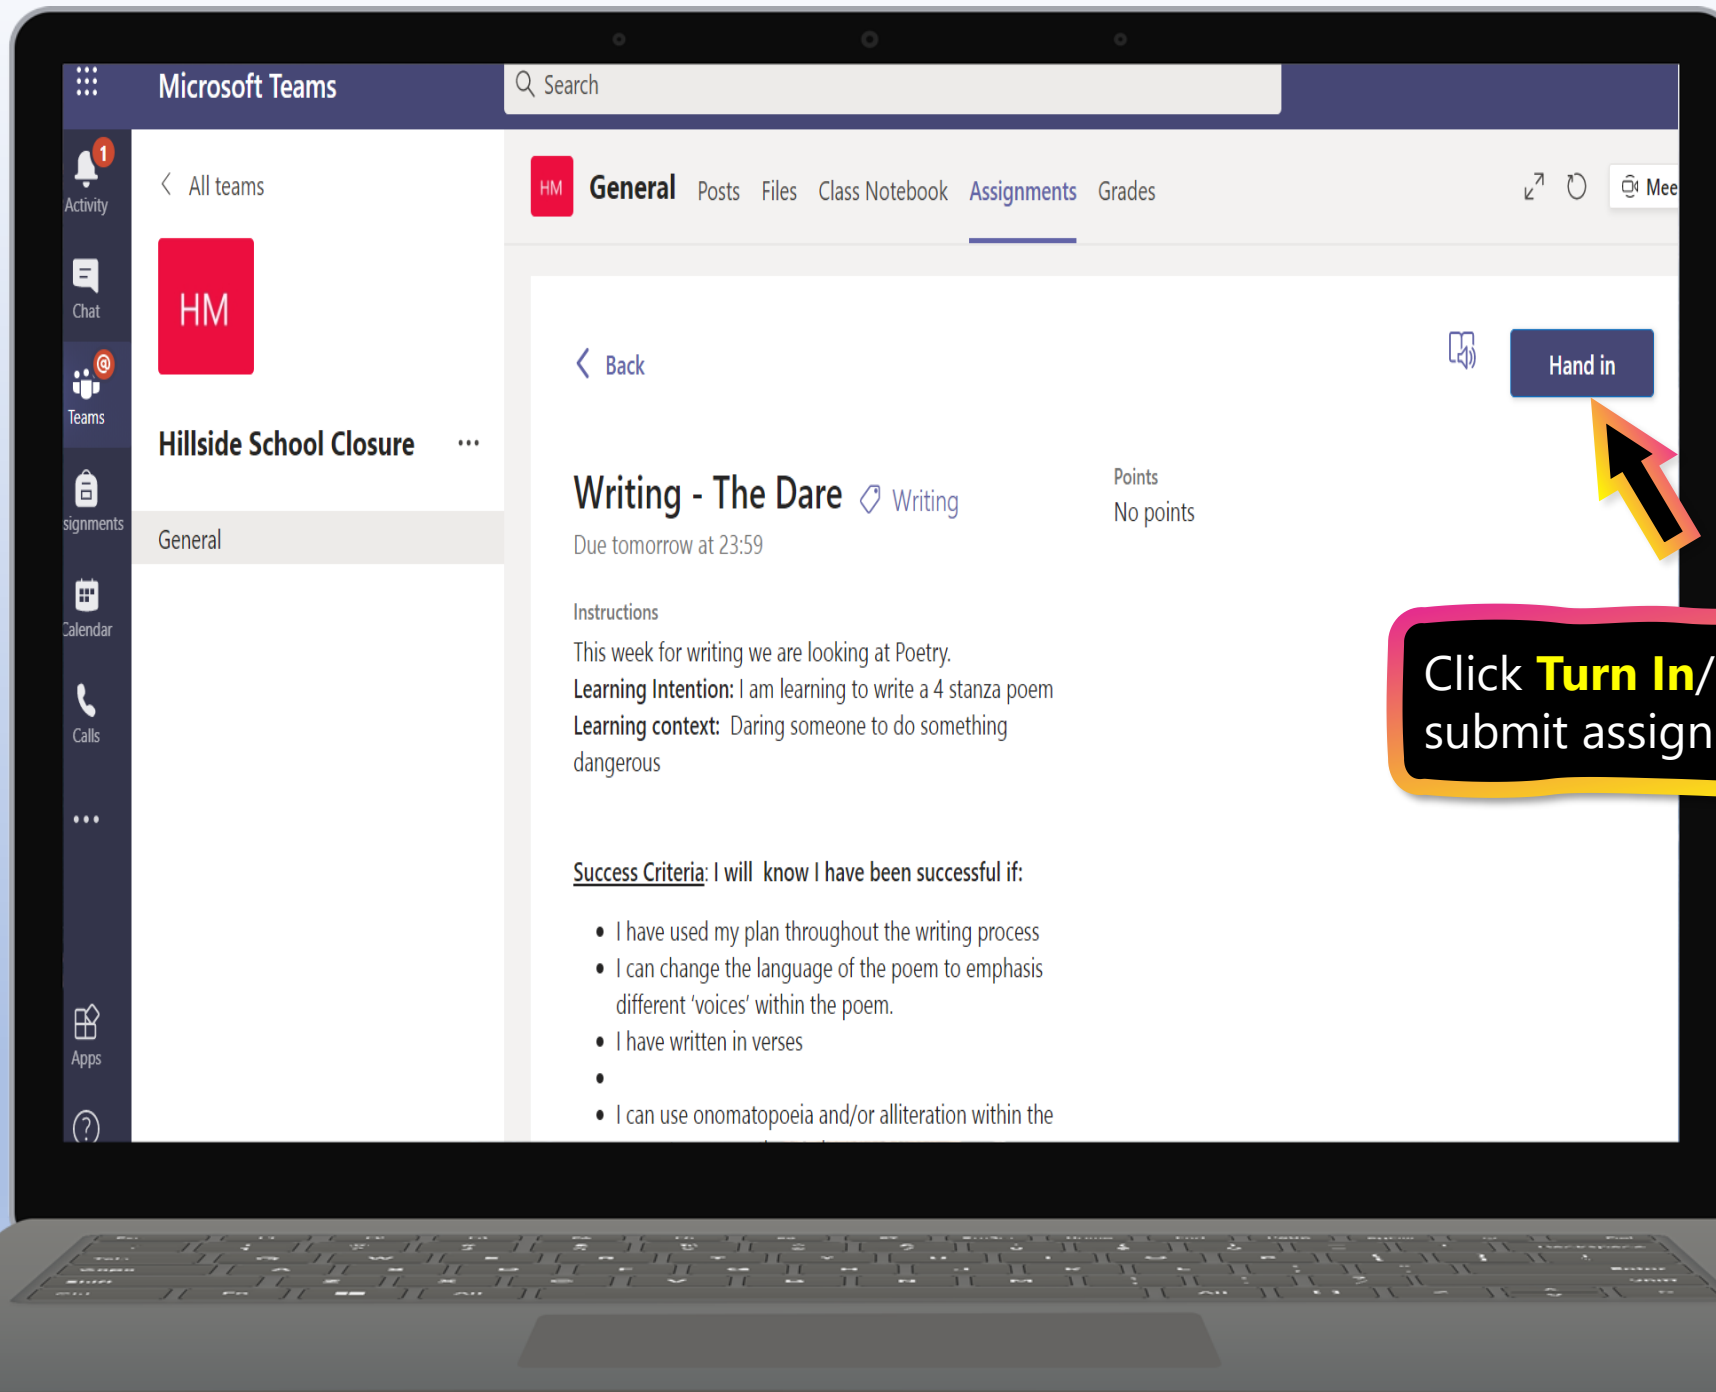 Microsoft Teams
Search
1
Activity
Chat
@
Teams
signments
Calendar
Calls
Apps
?
All teams
HM
Hillside School Closure
General
HM
General Posts Files Class Notebook Assignments Grades
Mee
Back
Hand in
Writing - The Dare Writing
Due tomorrow at 23:59
Points
No points
Instructions
This week for writing we are looking at Poetry.
Learning Intention: I am learning to write a 4 stanza poem
Learning context: Daring someone to do something
dangerous
Success Criteria: I will know I have been successful if:
• I have used my plan throughout the writing process
• I can change the language of the poem to emphasis
different ‘voices’ within the poem.
• I have written in verses
•
• I can use onomatopoeia and/or alliteration within the
Click Turn In/
submit assign